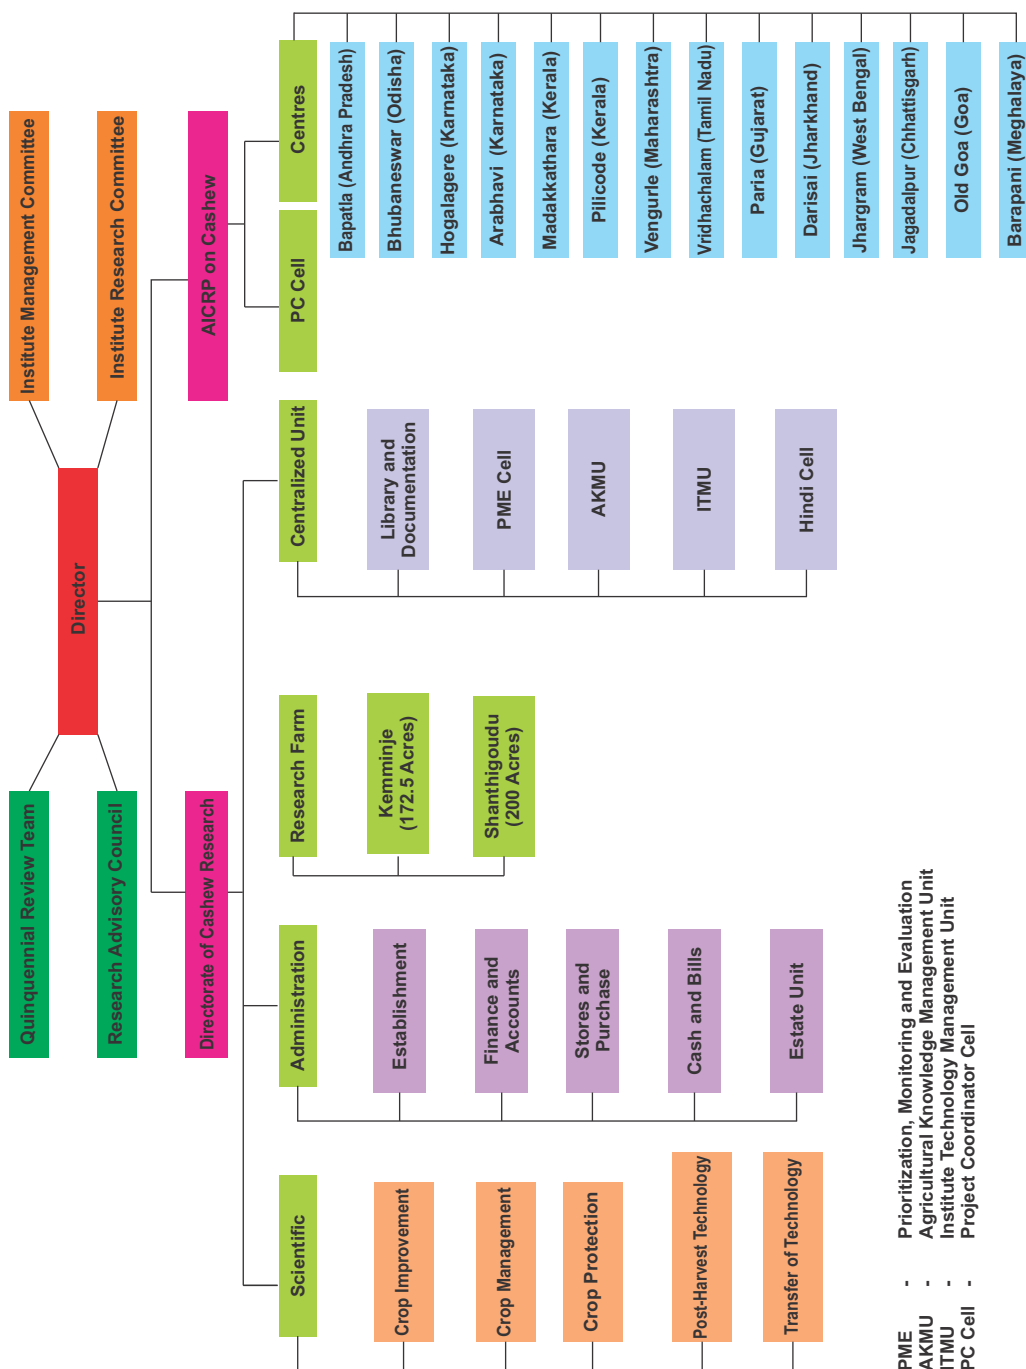 Quinquennial Review Team
Institute Management Committee
Director
Research Advisory Council
Institute Research Committee
Directorate of Cashew Research
AICRP on Cashew
Scientific
Administration
Research Farm
Centralized Unit
PC Cell
Centres
Crop Improvement
Crop Management
Crop Protection
Post-Harvest Technology
Transfer of Technology
Establishment
Finance and
Accounts
Stores and
Purchase
Cash and Bills
Estate Unit
Kemminje
(172.5 Acres)
Shanthigoudu
(200 Acres)
Library and
Documentation
PME Cell
AKMU
ITMU
Hindi Cell
Bapatla (Andhra Pradesh)
Bhubaneswar (Odisha)
Hogalagere (Karnataka)
Arabhavi (Karnataka)
Madakkathara (Kerala)
Pilicode (Kerala)
Vengurle (Maharashtra)
Vridhachalam (Tamil Nadu)
Paria (Gujarat)
Darisai (Jharkhand)
Jhargram (West Bengal)
Jagadalpur (Chhattisgarh)
Old Goa (Goa)
Barapani (Meghalaya)
PME - Prioritization, Monitoring and Evaluation
AKMU - Agricultural Knowledge Management Unit
ITMU - Institute Technology Management Unit
PC Cell - Project Coordinator Cell